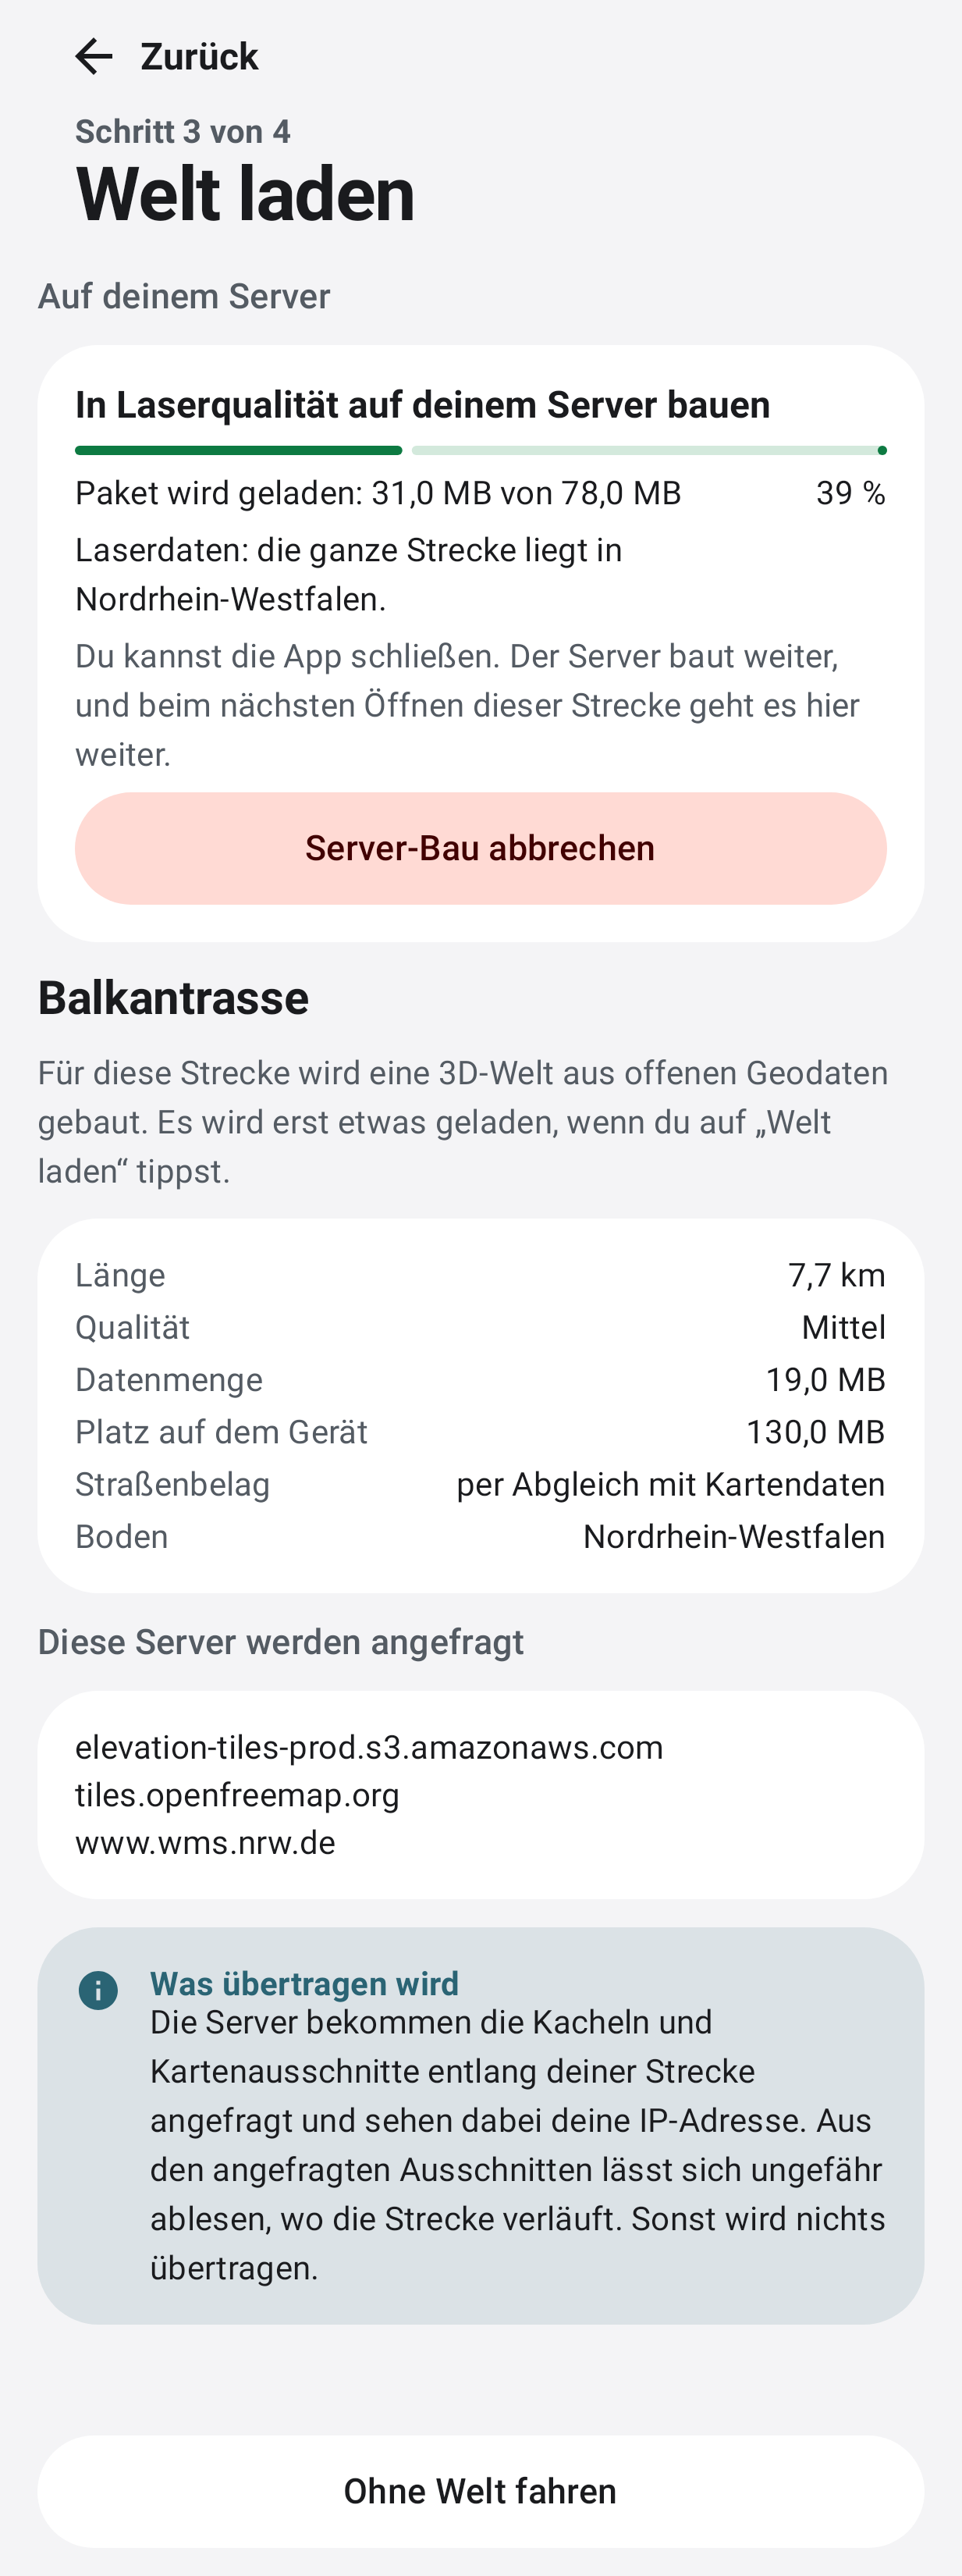 Zurück
Schritt 3 von 4
Welt laden
Auf deinem Server
In Laserqualität auf deinem Server bauen
Paket wird geladen: 31,0 MB von 78,0 MB 39 %
Laserdaten: die ganze Strecke liegt in
Nordrhein-Westfalen.
Du kannst die App schließen. Der Server baut weiter,
und beim nächsten Öffnen dieser Strecke geht es hier
weiter.
Server-Bau abbrechen
Balkantrasse
Für diese Strecke wird eine 3D-Welt aus offenen Geodaten
gebaut. Es wird erst etwas geladen, wenn du auf „Welt
laden“ tippst.
Länge 7,7 km
Qualität Mittel
Datenmenge 19,0 MB
Platz auf dem Gerät 130,0 MB
Straßenbelag per Abgleich mit Kartendaten
Boden Nordrhein-Westfalen
Diese Server werden angefragt
elevation-tiles-prod.s3.amazonaws.com
tiles.openfreemap.org
www.wms.nrw.de
Was übertragen wird
Die Server bekommen die Kacheln und
Kartenausschnitte entlang deiner Strecke
angefragt und sehen dabei deine IP-Adresse. Aus
den angefragten Ausschnitten lässt sich ungefähr
ablesen, wo die Strecke verläuft. Sonst wird nichts
übertragen.
Ohne Welt fahren